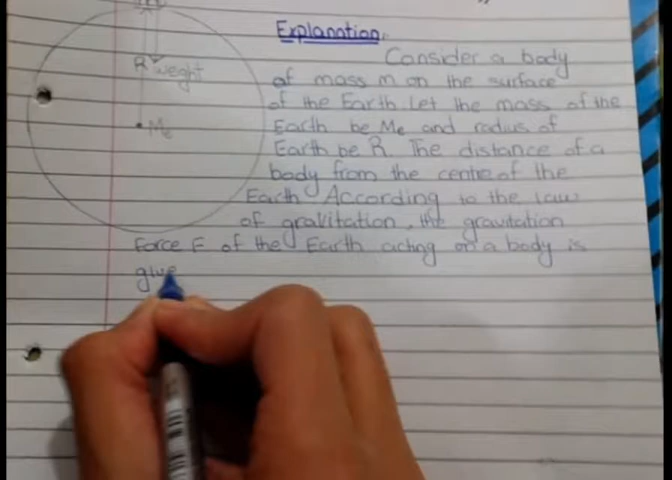 Explanation.
Consider a body
of mass m on the surface
of the Earth. Let the mass of the
Earth be Me and radius of
Earth be R. The distance of a
body from the centre of the
Earth According to the law
of gravitation, the gravitation
Force F of the Earth acting on a body is
give
R weight
Me